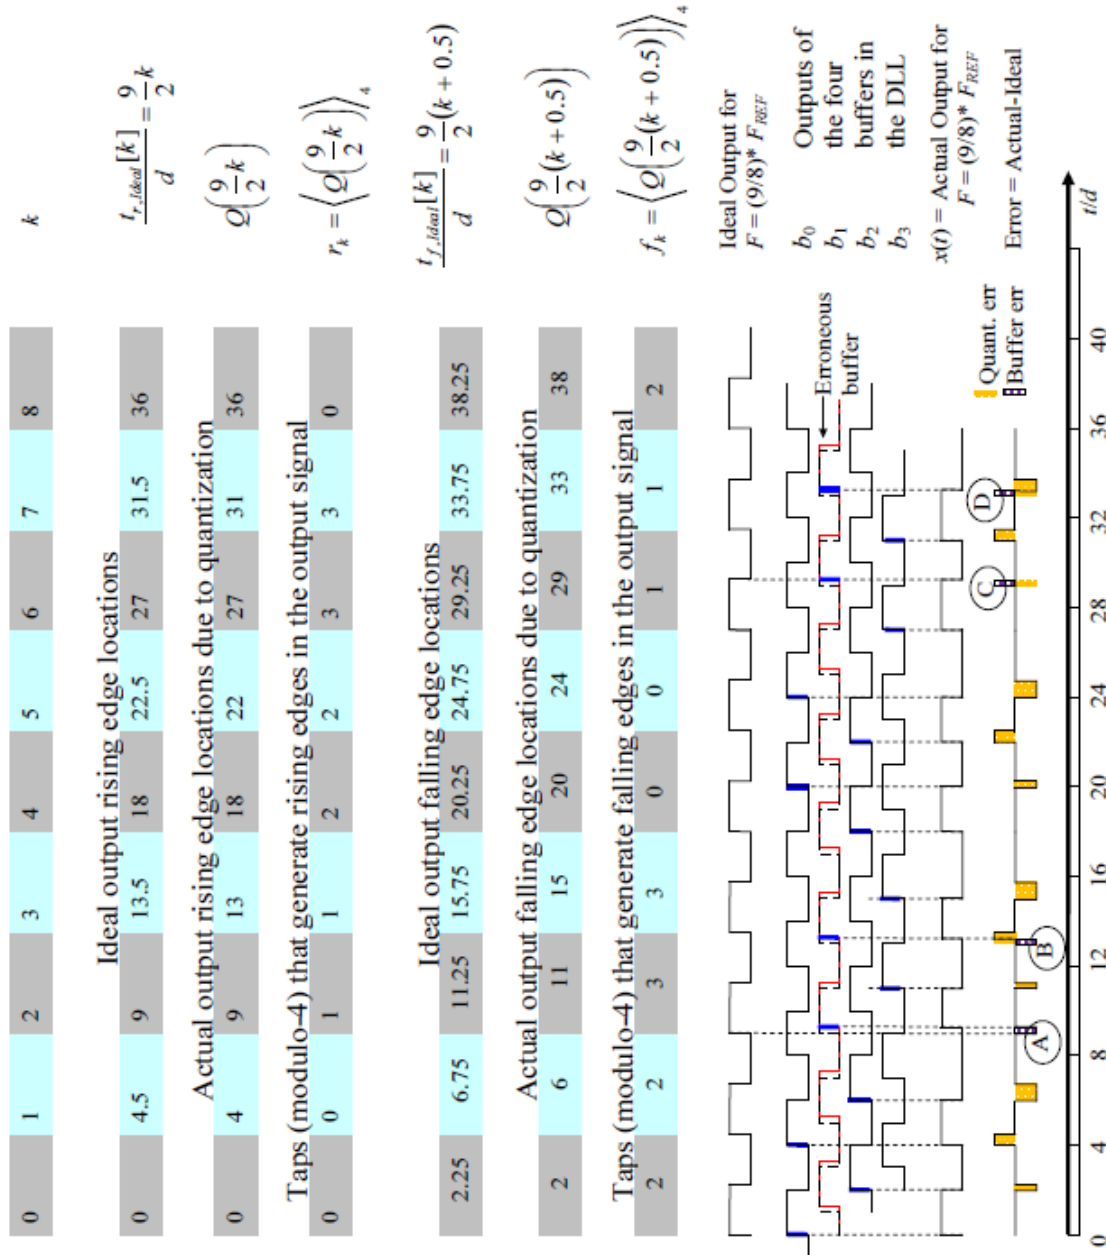 0 1 2 3 4 5 6 7 8 k
Ideal output rising edge locations
0 4.5 9 13.5 18 22.5 27 31.5 36 t_{r,Ideal}[k]/d = 9/2 k
Actual output rising edge locations due to quantization
0 4 9 13 18 22 27 31 36 Q(9/2 k)
Taps (modulo-4) that generate rising edges in the output signal
0 0 1 1 2 2 3 3 0 r_k = ⟨Q(9/2 k)⟩_4
Ideal output falling edge locations
2.25 6.75 11.25 15.75 20.25 24.75 29.25 33.75 38.25 t_{f,Ideal}[k]/d = 9/2 (k + 0.5)
Actual output falling edge locations due to quantization
2 6 11 15 20 24 29 33 38 Q(9/2 (k + 0.5))
Taps (modulo-4) that generate falling edges in the output signal
2 2 3 3 0 0 1 1 2 f_k = ⟨Q(9/2 (k + 0.5))⟩_4
Ideal Output for
F = (9/8)* F_REF
Erroneous
buffer
b_0
b_1
b_2
b_3
Outputs of
the four
buffers in
the DLL
x(t) = Actual Output for
F = (9/8)* F_REF
Quant. err
Buffer err
A B C D
Error = Actual-Ideal
0 4 8 12 16 20 24 28 32 36 40 t/d